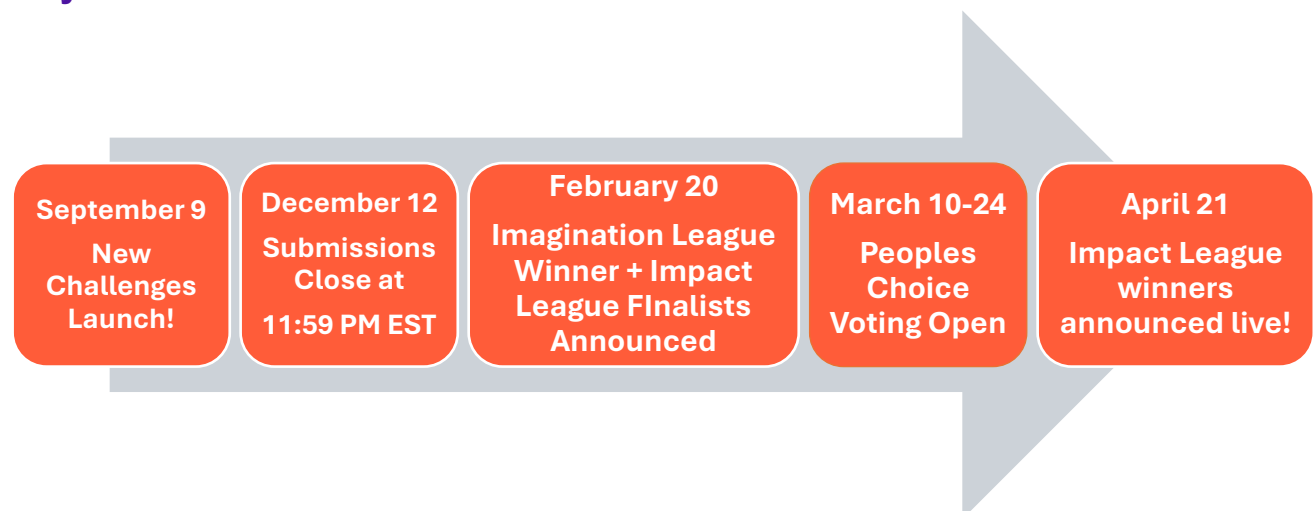 September 9
New
Challenges
Launch!
December 12
Submissions
Close at
11:59 PM EST
February 20
Imagination League
Winner + Impact
League FInalists
Announced
March 10-24
Peoples
Choice
Voting Open
April 21
Impact League
winners
announced live!